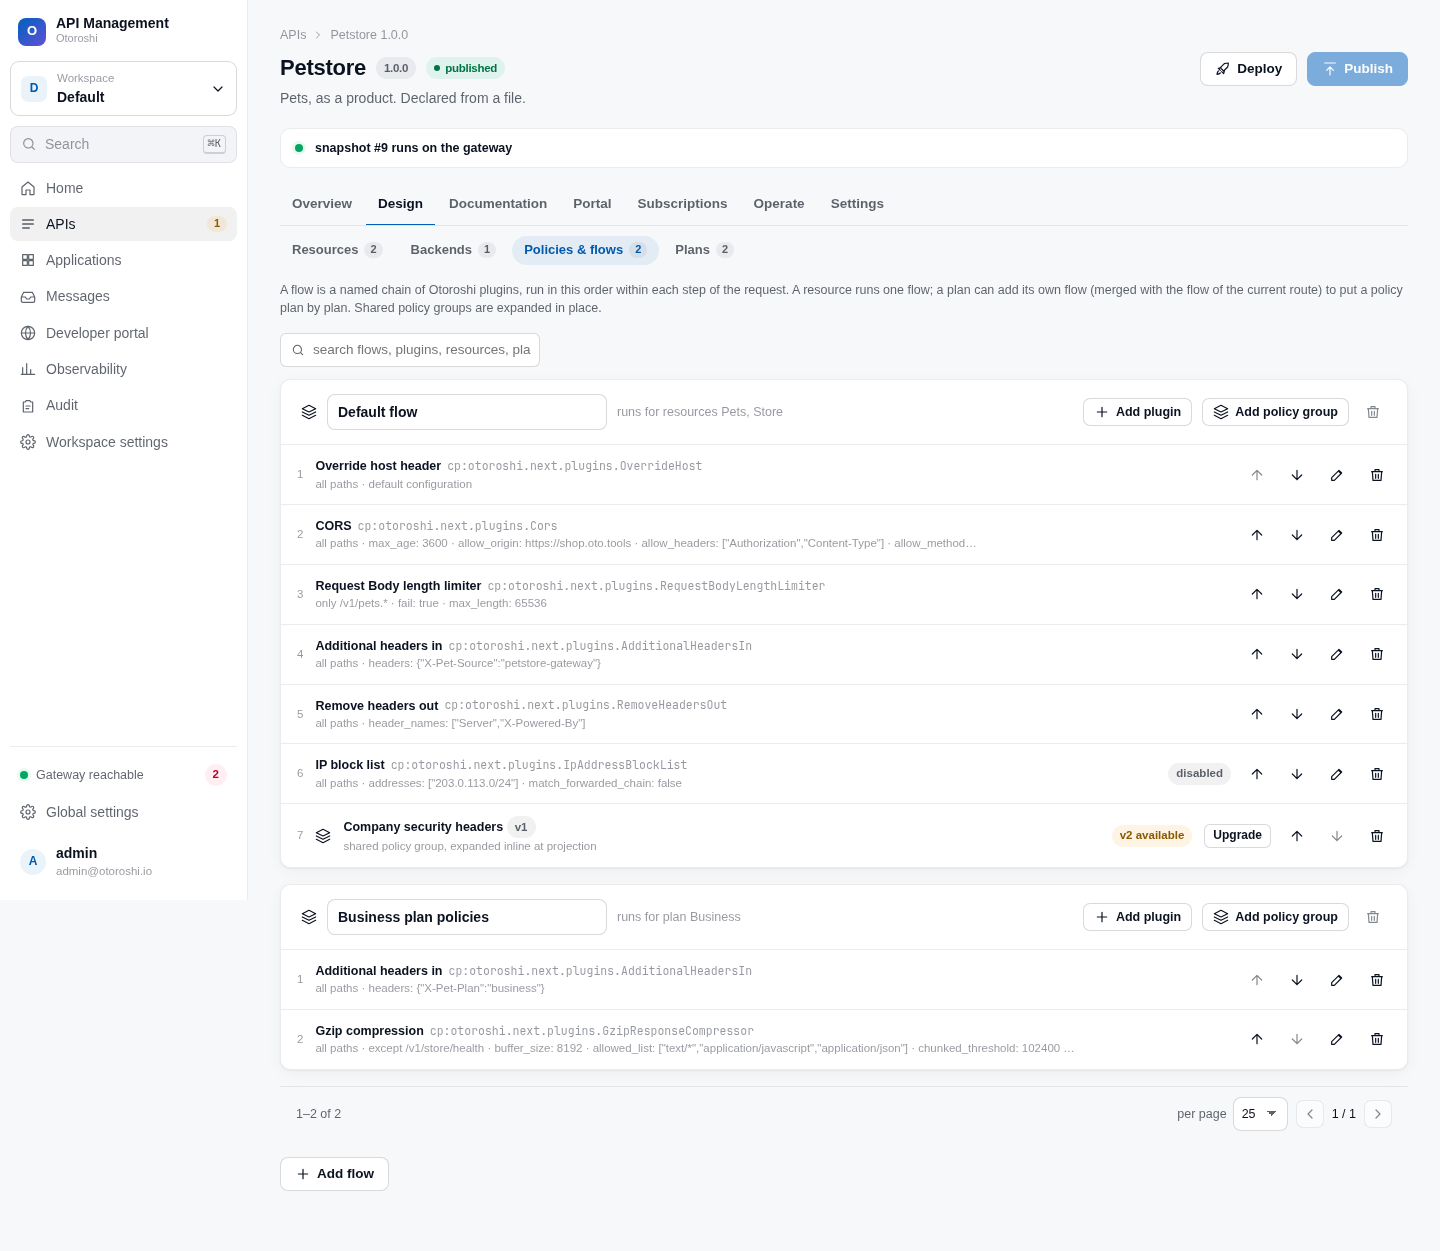 O
API Management
Otoroshi
D
Workspace
Default
Search
⌘K
Home
APIs
1
Applications
Messages
Developer portal
Observability
Audit
Workspace settings
Gateway reachable
2
Global settings
A
admin
admin@otoroshi.io
APIs
Petstore 1.0.0
Petstore
1.0.0
published
Deploy
Publish
Pets, as a product. Declared from a file.
snapshot #9 runs on the gateway
Overview
Design
Documentation
Portal
Subscriptions
Operate
Settings
Resources 2
Backends 1
Policies & flows 2
Plans 2
A flow is a named chain of Otoroshi plugins, run in this order within each step of the request. A resource runs one flow; a plan can add its own flow (merged with the flow of the current route) to put a policy
plan by plan. Shared policy groups are expanded in place.
search flows, plugins, resources, pla
Default flow
runs for resources Pets, Store
Add plugin
Add policy group
1
Override host header cp:otoroshi.next.plugins.OverrideHost
all paths · default configuration
2
CORS cp:otoroshi.next.plugins.Cors
all paths · max_age: 3600 · allow_origin: https://shop.oto.tools · allow_headers: ["Authorization","Content-Type"] · allow_method…
3
Request Body length limiter cp:otoroshi.next.plugins.RequestBodyLengthLimiter
only /v1/pets.* · fail: true · max_length: 65536
4
Additional headers in cp:otoroshi.next.plugins.AdditionalHeadersIn
all paths · headers: {"X-Pet-Source":"petstore-gateway"}
5
Remove headers out cp:otoroshi.next.plugins.RemoveHeadersOut
all paths · header_names: ["Server","X-Powered-By"]
6
IP block list cp:otoroshi.next.plugins.IpAddressBlockList
all paths · addresses: ["203.0.113.0/24"] · match_forwarded_chain: false
disabled
7
Company security headers v1
shared policy group, expanded inline at projection
v2 available
Upgrade
Business plan policies
runs for plan Business
Add plugin
Add policy group
1
Additional headers in cp:otoroshi.next.plugins.AdditionalHeadersIn
all paths · headers: {"X-Pet-Plan":"business"}
2
Gzip compression cp:otoroshi.next.plugins.GzipResponseCompressor
all paths · except /v1/store/health · buffer_size: 8192 · allowed_list: ["text/*","application/javascript","application/json"] · chunked_threshold: 102400 …
1–2 of 2
per page
25
1 / 1
Add flow